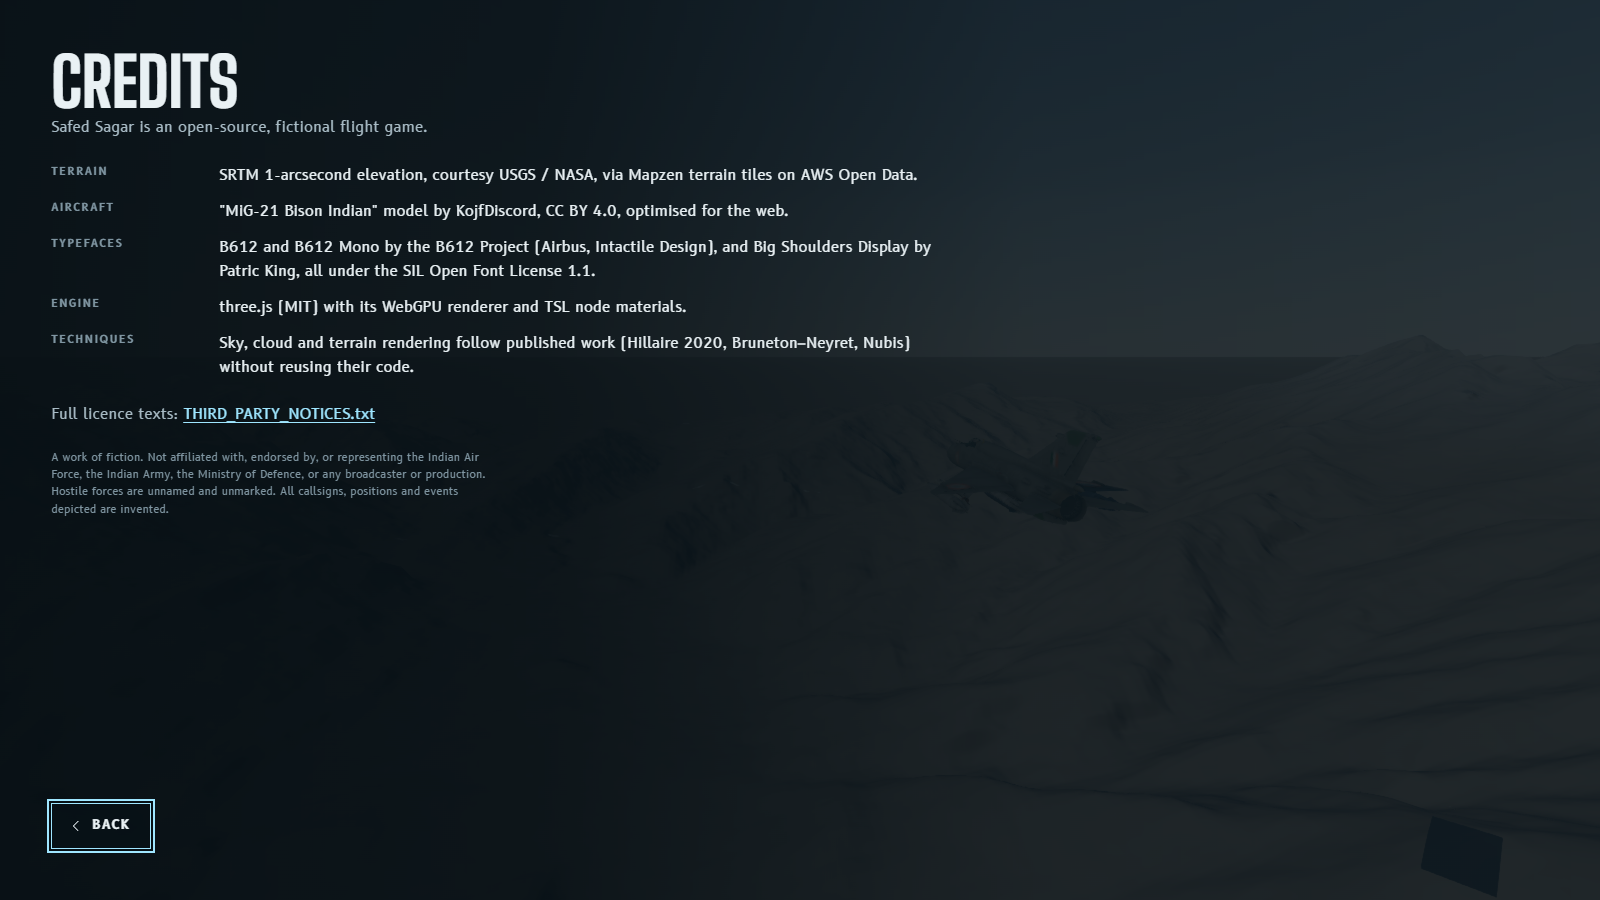 CREDITS
Safed Sagar is an open-source, fictional flight game.
TERRAIN
SRTM 1-arcsecond elevation, courtesy USGS / NASA, via Mapzen terrain tiles on AWS Open Data.
AIRCRAFT
"MiG-21 Bison Indian" model by KojfDiscord, CC BY 4.0, optimised for the web.
TYPEFACES
B612 and B612 Mono by the B612 Project (Airbus, Intactile Design), and Big Shoulders Display by
Patric King, all under the SIL Open Font License 1.1.
ENGINE
three.js (MIT) with its WebGPU renderer and TSL node materials.
TECHNIQUES
Sky, cloud and terrain rendering follow published work (Hillaire 2020, Bruneton–Neyret, Nubis)
without reusing their code.
Full licence texts: THIRD_PARTY_NOTICES.txt
A work of fiction. Not affiliated with, endorsed by, or representing the Indian Air
Force, the Indian Army, the Ministry of Defence, or any broadcaster or production.
Hostile forces are unnamed and unmarked. All callsigns, positions and events
depicted are invented.
BACK